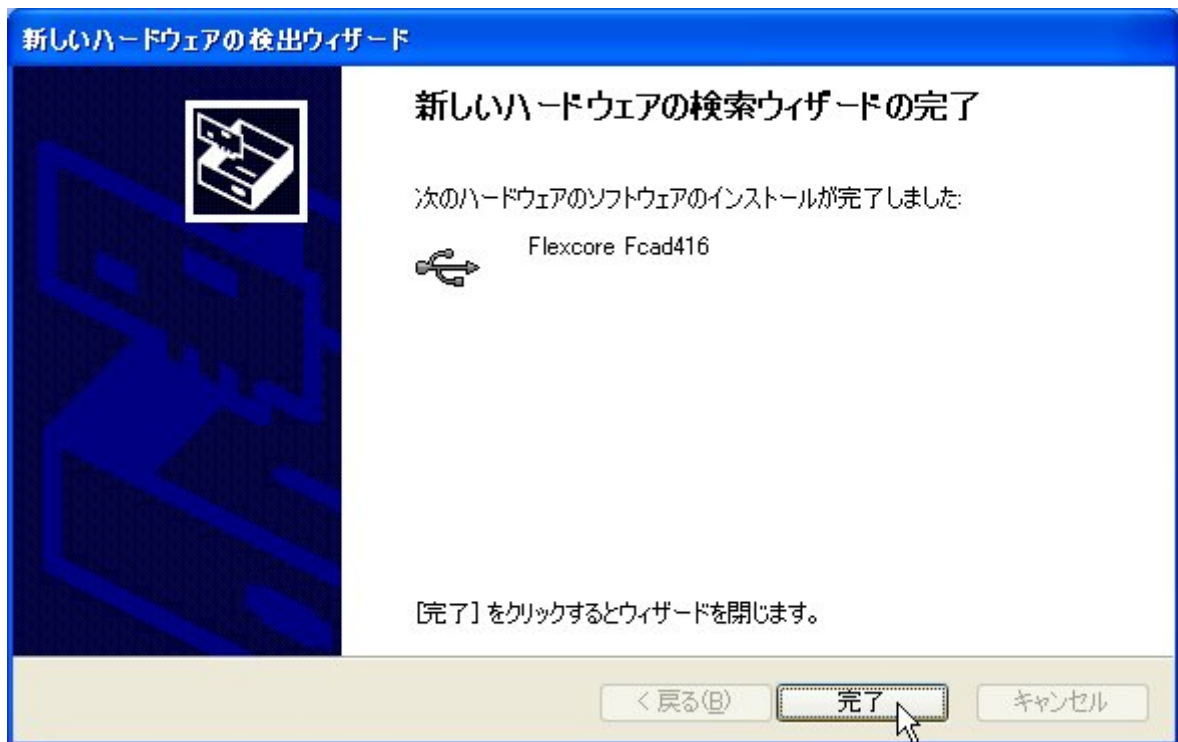 新しいハードウェアの検出ウィザード
新しいハードウェアの検索ウィザードの完了
次のハードウェアのソフトウェアのインストールが完了しました:
Flexcore Fcad416
[完了] をクリックするとウィザードを閉じます。
< 戻る(B)
完了
キャンセル